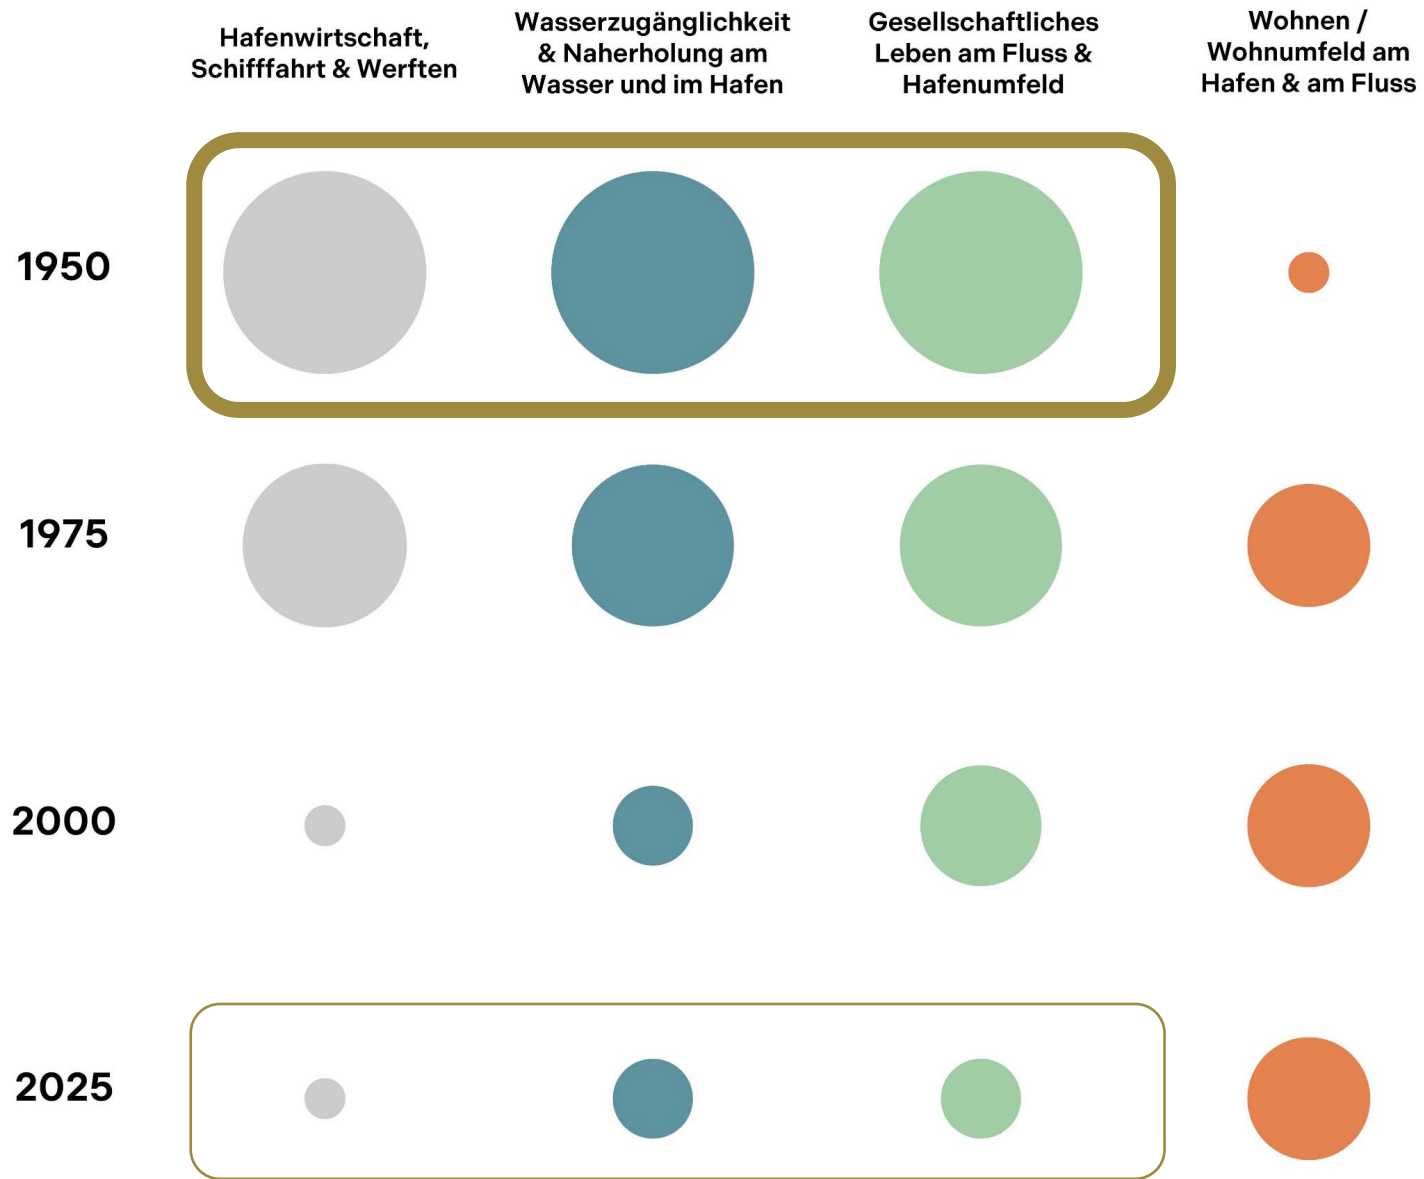 Hafenwirtschaft,
Schifffahrt & Werften
Wasserzugänglichkeit
& Naherholung am
Wasser und im Hafen
Gesellschaftliches
Leben am Fluss &
Hafenumfeld
Wohnen /
Wohnumfeld am
Hafen & am Fluss
1950
1975
2000
2025